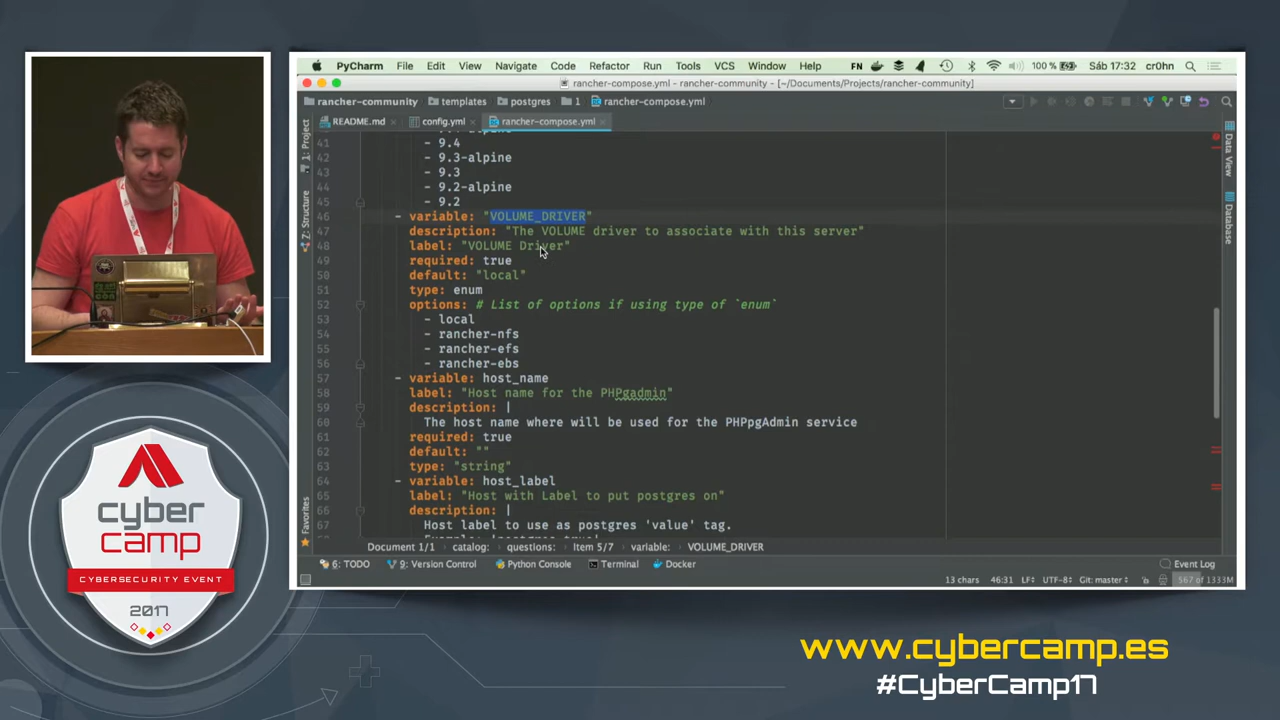 PyCharm File Edit View Navigate Code Refactor Run Tools VCS Window Help FN 100 % Sáb 17:32 cr0hn
rancher-compose.yml - rancher-community - [~/Documents/Projects/rancher-community]
rancher-community templates postgres 1 rancher-compose.yml
README.md config.yml rancher-compose.yml
1: Project
Z: Structure
Favorites
Data View
Database
41 - 9.4
42 - 9.3-alpine
43 - 9.3
44 - 9.2-alpine
45 - 9.2
46 - variable: "VOLUME_DRIVER"
47 description: "The VOLUME driver to associate with this server"
48 label: "VOLUME Driver"
49 required: true
50 default: "local"
51 type: enum
52 options: # List of options if using type of `enum`
53 - local
54 - rancher-nfs
55 - rancher-efs
56 - rancher-ebs
57 - variable: host_name
58 label: "Host name for the PHPgadmin"
59 description: |
60 The host name where will be used for the PHPpgAdmin service
61 required: true
62 default: ""
63 type: "string"
64 - variable: host_label
65 label: "Host with Label to put postgres on"
66 description: |
67 Host label to use as postgres 'value' tag.
Document 1/1 catalog: questions: Item 5/7 variable: VOLUME_DRIVER
6: TODO 9: Version Control Python Console Terminal Docker Event Log
13 chars 46:31 LF÷ UTF-8÷ Git: master÷ 567 of 1333M
cyber
camp
CYBERSECURITY EVENT
2017
www.cybercamp.es
#CyberCamp17